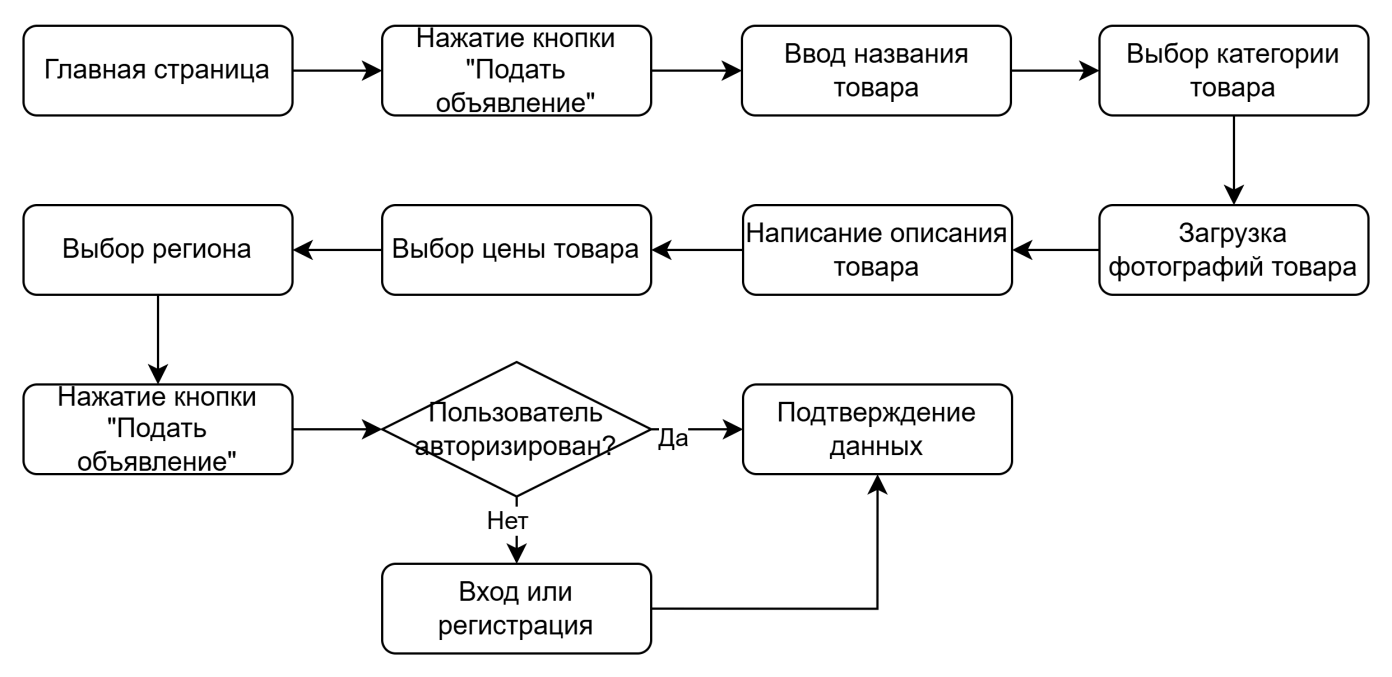 Главная страница
Нажатие кнопки
"Подать
объявление"
Ввод названия
товара
Выбор категории
товара
Выбор региона
Выбор цены товара
Написание описания
товара
Загрузка
фотографий товара
Нажатие кнопки
"Подать
объявление"
Пользователь
авторизирован?
Да
Подтверждение
данных
Нет
Вход или
регистрация